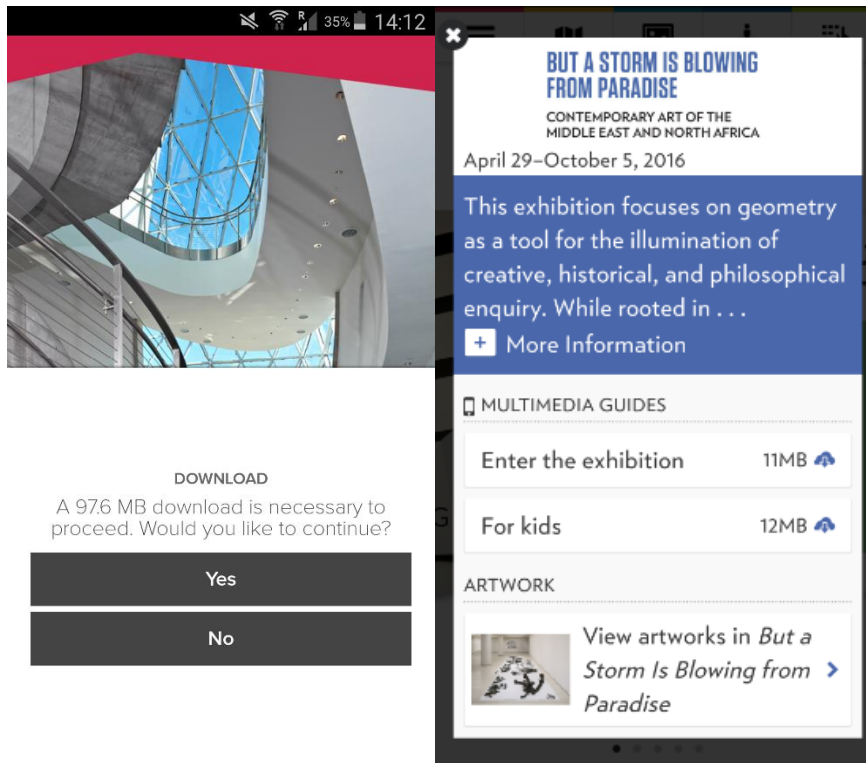 R 35% 14:12
DOWNLOAD
A 97.6 MB download is necessary to
proceed. Would you like to continue?
Yes
No
BUT A STORM IS BLOWING
FROM PARADISE
CONTEMPORARY ART OF THE
MIDDLE EAST AND NORTH AFRICA
April 29–October 5, 2016
This exhibition focuses on geometry
as a tool for the illumination of
creative, historical, and philosophical
enquiry. While rooted in . . .
+ More Information
MULTIMEDIA GUIDES
Enter the exhibition 11MB
For kids 12MB
ARTWORK
View artworks in But a
Storm Is Blowing from
Paradise